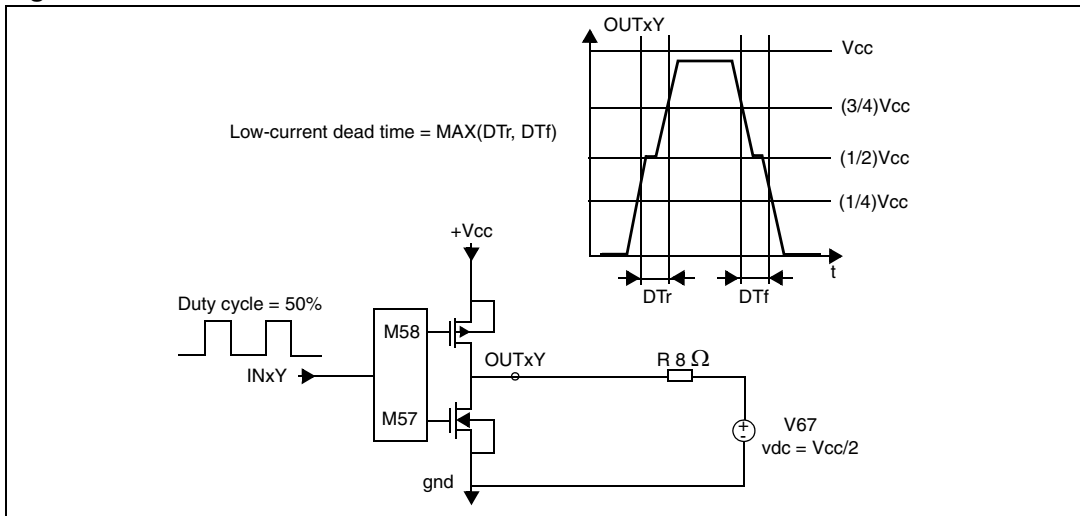 OUTxY
Vcc
(3/4)Vcc
Low-current dead time = MAX(DTr, DTf)
(1/2)Vcc
(1/4)Vcc
+Vcc
t
DTr
DTf
Duty cycle = 50%
M58
OUTxY
R 8 Ω
INxY
M57
+
-
V67
vdc = Vcc/2
gnd